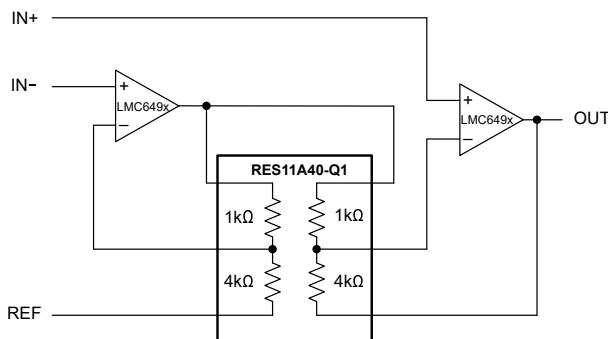 IN+
IN−
+
LMC649x
−
+
LMC649x
−
OUT
RES11A40-Q1
1kΩ
1kΩ
4kΩ
4kΩ
REF